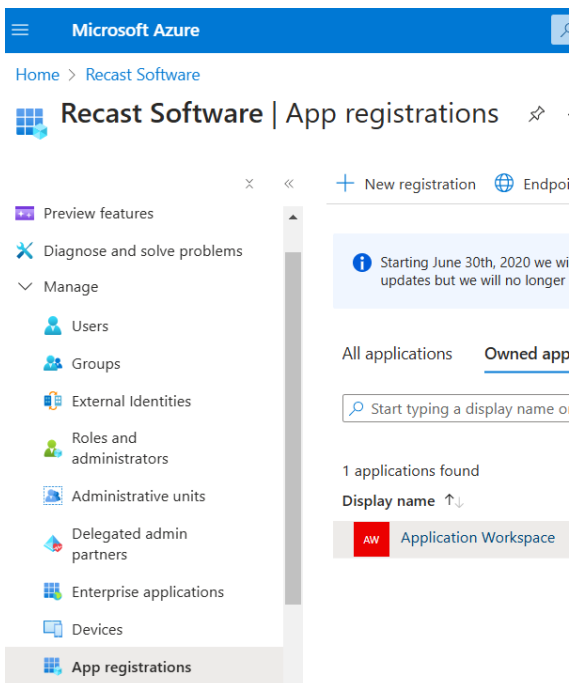 Microsoft Azure
Home > Recast Software
Recast Software | App registrations
New registration
Preview features
Diagnose and solve problems
Starting June 30th, 2020 we
updates but we will no longer
Manage
Users
All applications
Owned
Groups
External Identities
Start typing a display name
Roles and
administrators
1 applications found
Administrative units
Display name
Delegated admin
partners
AW
Application Workspace
Enterprise applications
Devices
App registrations